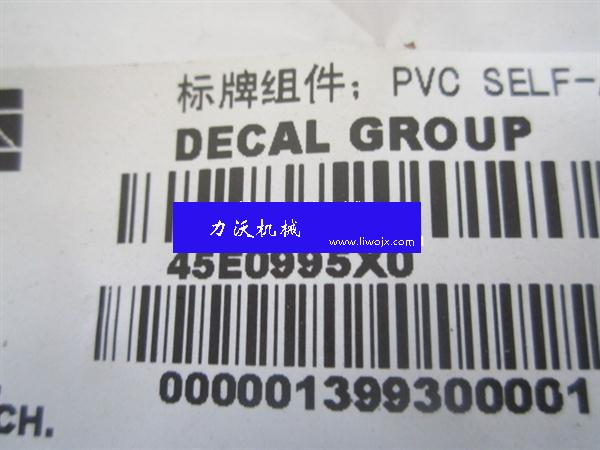 标牌组件; PVC SELF-
DECAL GROUP
力沃机械
www.liwojx.com
45E0995X0
000001399300001
CH.